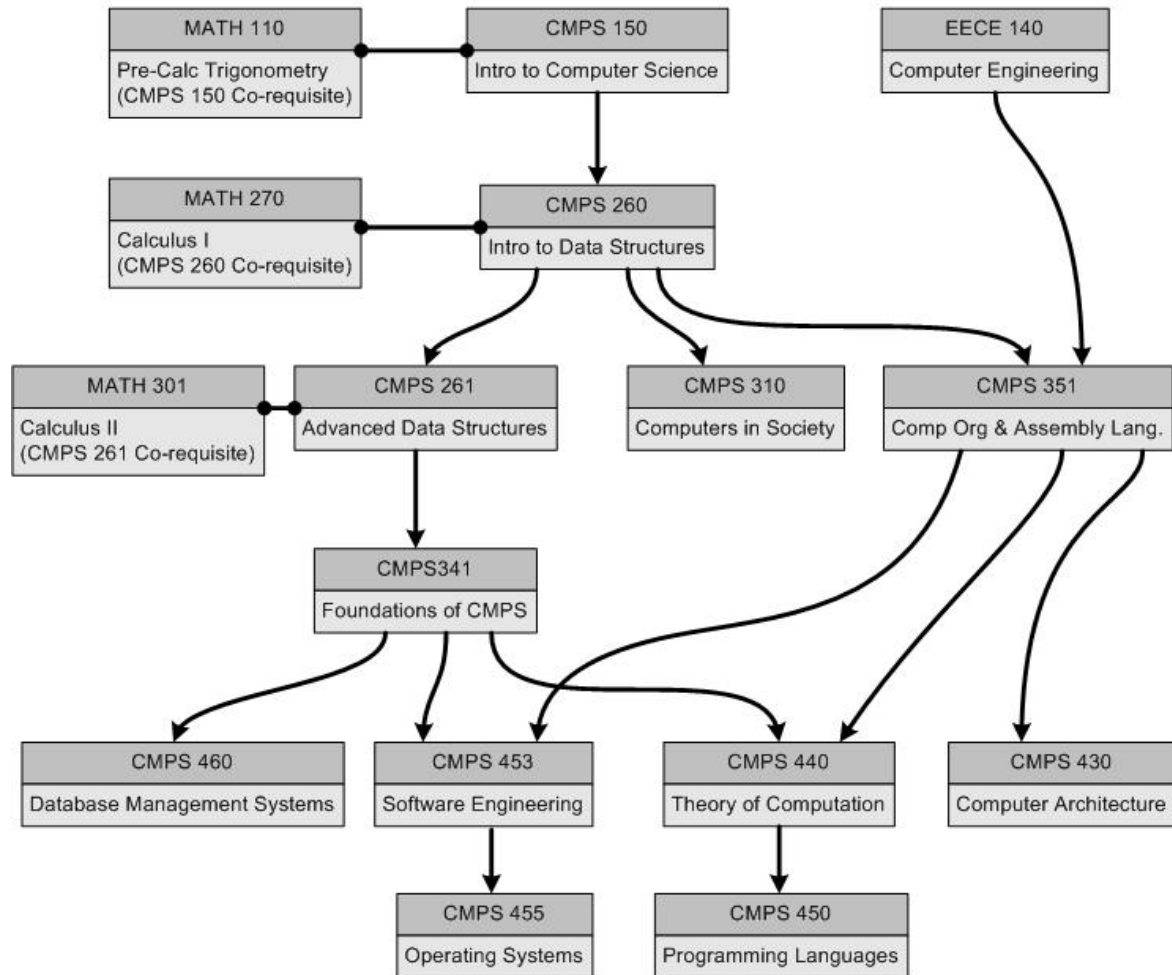 MATH 110
Pre-Calc Trigonometry
(CMPS 150 Co-requisite)
CMPS 150
Intro to Computer Science
EECE 140
Computer Engineering
MATH 270
Calculus I
(CMPS 260 Co-requisite)
CMPS 260
Intro to Data Structures
MATH 301
Calculus II
(CMPS 261 Co-requisite)
CMPS 261
Advanced Data Structures
CMPS 310
Computers in Society
CMPS 351
Comp Org & Assembly Lang.
CMPS341
Foundations of CMPS
CMPS 460
Database Management Systems
CMPS 453
Software Engineering
CMPS 440
Theory of Computation
CMPS 430
Computer Architecture
CMPS 455
Operating Systems
CMPS 450
Programming Languages